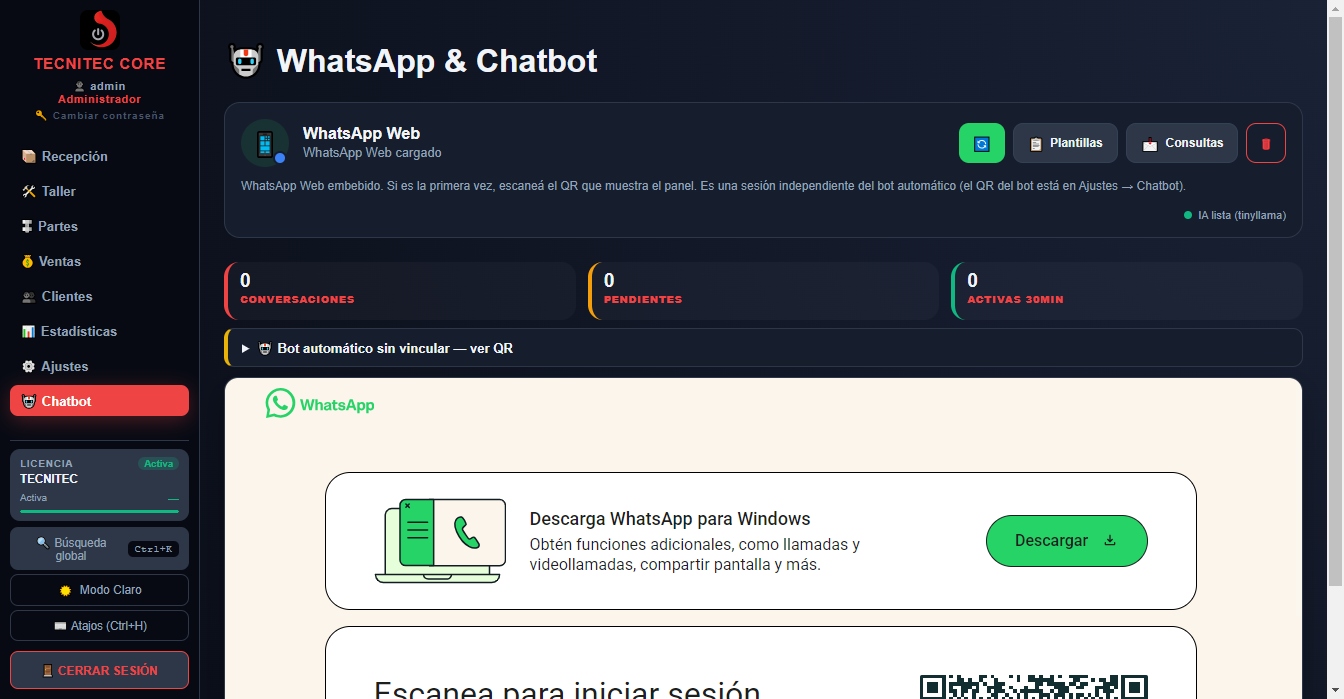 TECNITEC CORE
admin
Administrador
Cambiar contraseña
Recepción
Taller
Partes
Ventas
Clientes
Estadísticas
Ajustes
Chatbot
LICENCIA
Activa
TECNITEC
Activa
—
Búsqueda
global
Ctrl+K
Modo Claro
Atajos (Ctrl+H)
CERRAR SESIÓN
WhatsApp & Chatbot
WhatsApp Web
WhatsApp Web cargado
Plantillas
Consultas
WhatsApp Web embebido. Si es la primera vez, escaneá el QR que muestra el panel. Es una sesión independiente del bot automático (el QR del bot está en Ajustes → Chatbot).
IA lista (tinyllama)
0
CONVERSACIONES
0
PENDIENTES
0
ACTIVAS 30MIN
Bot automático sin vincular — ver QR
WhatsApp
Descarga WhatsApp para Windows
Obtén funciones adicionales, como llamadas y
videollamadas, compartir pantalla y más.
Descargar
Escanea para iniciar sesión